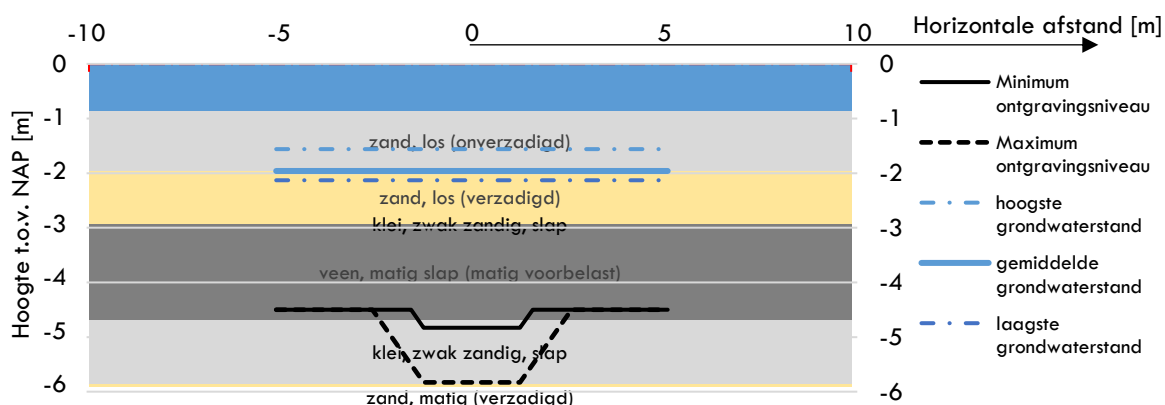 Horizontale afstand [m]
-10 -5 0 5 10
Hoogte t.o.v. NAP [m]
0 0
-1 -1
-2 -2
-3 -3
-4 -4
-5 -5
-6 -6
zand, los (onverzadigd)
zand, los (verzadigd)
klei, zwak zandig, slap
veen, matig slap (matig voorbelast)
klei, zwak zandig, slap
zand, matig (verzadigd)
Minimum
ontgravingsniveau
Maximum
ontgravingsniveau
hoogste
grondwaterstand
gemiddelde
grondwaterstand
laagste
grondwaterstand